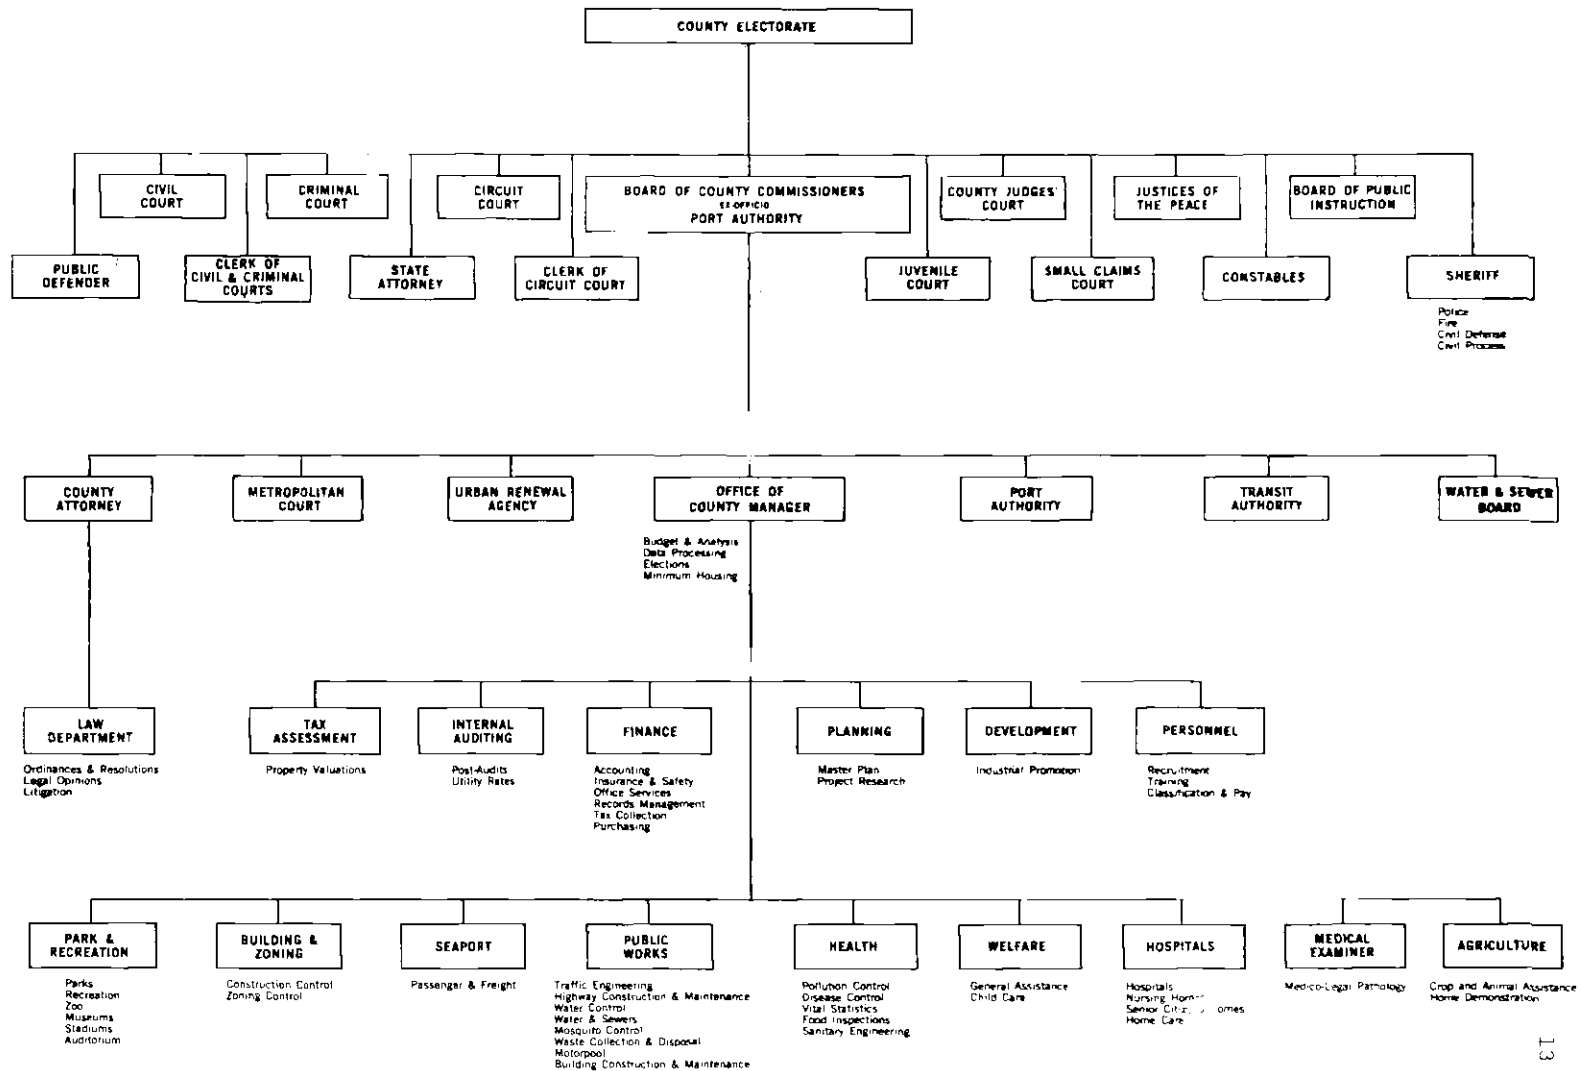 COUNTY ELECTORATE
CIVIL
COURT
CRIMINAL
COURT
CIRCUIT
COURT
BOARD OF COUNTY COMMISSIONERS
EX-OFFICIO
PORT AUTHORITY
COUNTY JUDGES'
COURT
JUSTICES OF
THE PEACE
BOARD OF PUBLIC
INSTRUCTION
PUBLIC
DEFENDER
CLERK OF
CIVIL & CRIMINAL
COURTS
STATE
ATTORNEY
CLERK OF
CIRCUIT COURT
JUVENILE
COURT
SMALL CLAIMS
COURT
CONSTABLES
SHERIFF
Police
Fire
Civil Defense
Civil Process
COUNTY
ATTORNEY
METROPOLITAN
COURT
URBAN RENEWAL
AGENCY
OFFICE OF
COUNTY MANAGER
PORT
AUTHORITY
TRANSIT
AUTHORITY
WATER & SEWER
BOARD
Budget & Analysis
Data Processing
Elections
Minimum Housing
LAW
DEPARTMENT
TAX
ASSESSMENT
INTERNAL
AUDITING
FINANCE
PLANNING
DEVELOPMENT
PERSONNEL
Ordinances & Resolutions
Legal Opinions
Litigation
Property Valuations
Post-Audits
Utility Rates
Accounting
Insurance & Safety
Office Services
Records Management
Tax Collection
Purchasing
Master Plan
Project Research
Industrial Promotion
Recruitment
Training
Classification & Pay
PARK &
RECREATION
BUILDING &
ZONING
SEAPORT
PUBLIC
WORKS
HEALTH
WELFARE
HOSPITALS
MEDICAL
EXAMINER
AGRICULTURE
Parks
Recreation
Zoo
Museums
Stadiums
Auditorium
Construction Control
Zoning Control
Passenger & Freight
Traffic Engineering
Highway Construction & Maintenance
Water Control
Water & Sewers
Mosquito Control
Waste Collection & Disposal
Motorpool
Building Construction & Maintenance
Pollution Control
Disease Control
Vital Statistics
Food Inspections
Sanitary Engineering
General Assistance
Child Care
Hospitals
Nursing
Senior
Home Care
Medico-Legal Pathology
Crop and Animal Assistance
Home Demonstration
13